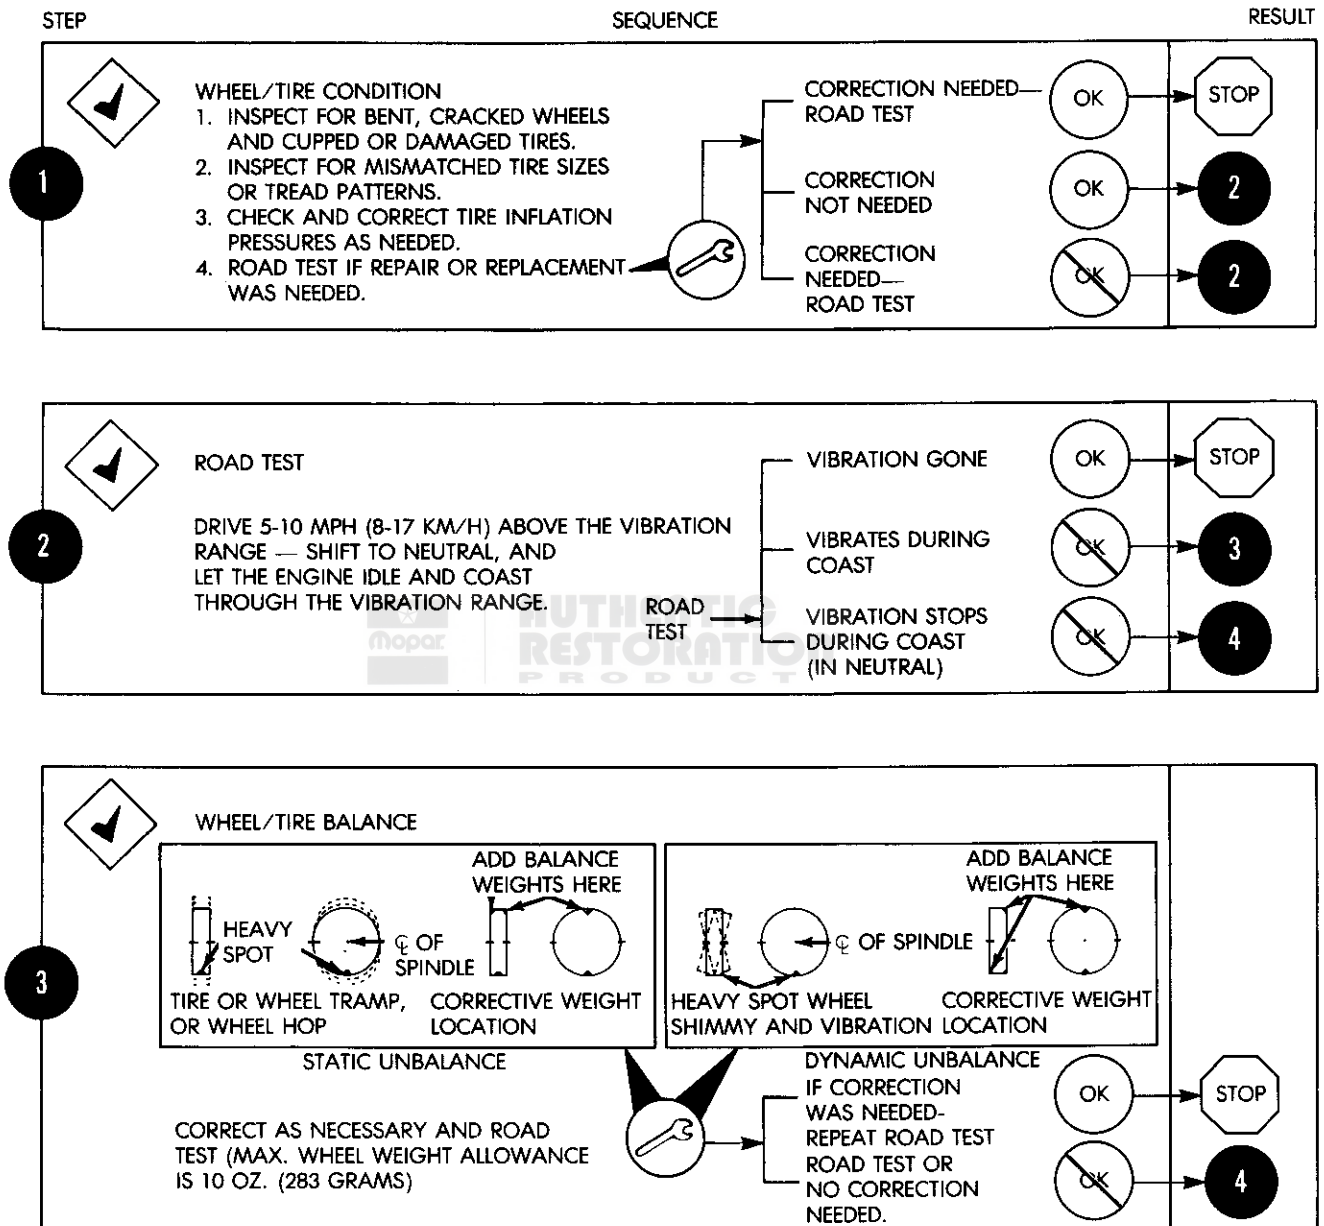 STEP SEQUENCE RESULT
1
WHEEL/TIRE CONDITION
1. INSPECT FOR BENT, CRACKED WHEELS
AND CUPPED OR DAMAGED TIRES.
2. INSPECT FOR MISMATCHED TIRE SIZES
OR TREAD PATTERNS.
3. CHECK AND CORRECT TIRE INFLATION
PRESSURES AS NEEDED.
4. ROAD TEST IF REPAIR OR REPLACEMENT
WAS NEEDED.
CORRECTION NEEDED—
ROAD TEST
OK
STOP
CORRECTION
NOT NEEDED
OK
2
CORRECTION
NEEDED—
ROAD TEST
OK
2
2
ROAD TEST
DRIVE 5-10 MPH (8-17 KM/H) ABOVE THE VIBRATION
RANGE — SHIFT TO NEUTRAL, AND
LET THE ENGINE IDLE AND COAST
THROUGH THE VIBRATION RANGE.
ROAD
TEST
VIBRATION GONE
OK
STOP
VIBRATES DURING
COAST
OK
3
VIBRATION STOPS
DURING COAST
(IN NEUTRAL)
OK
4
Mopar
AUTHENTIC
RESTORATION
PRODUCT
3
WHEEL/TIRE BALANCE
HEAVY
SPOT
℄ OF
SPINDLE
ADD BALANCE
WEIGHTS HERE
TIRE OR WHEEL TRAMP,
OR WHEEL HOP
CORRECTIVE WEIGHT
LOCATION
STATIC UNBALANCE
℄ OF SPINDLE
ADD BALANCE
WEIGHTS HERE
HEAVY SPOT WHEEL
SHIMMY AND VIBRATION
CORRECTIVE WEIGHT
LOCATION
DYNAMIC UNBALANCE
CORRECT AS NECESSARY AND ROAD
TEST (MAX. WHEEL WEIGHT ALLOWANCE
IS 10 OZ. (283 GRAMS)
IF CORRECTION
WAS NEEDED-
REPEAT ROAD TEST
OK
STOP
ROAD TEST OR
NO CORRECTION
NEEDED.
OK
4